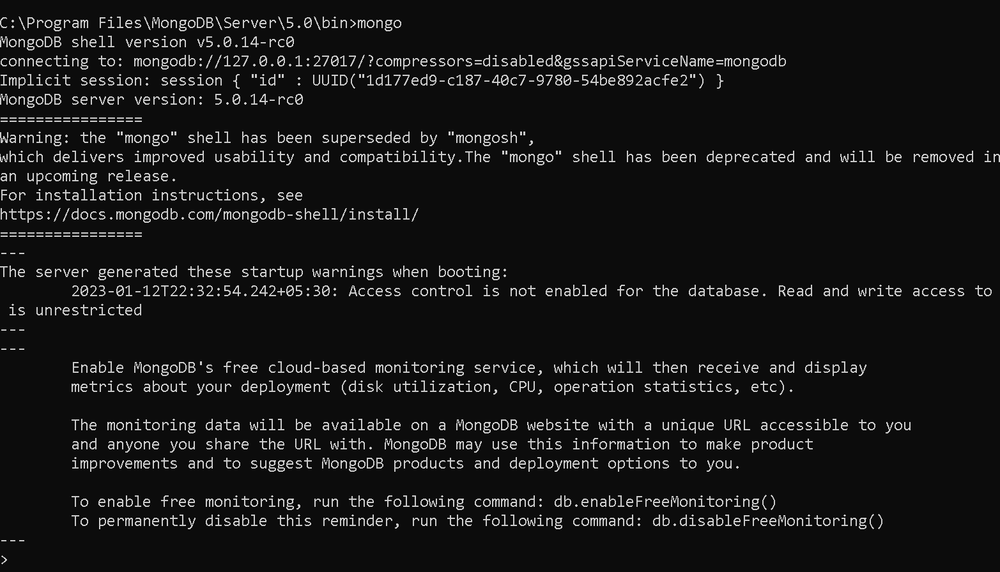 C:\Program Files\MongoDB\Server\5.0\bin>mongo
MongoDB shell version v5.0.14-rc0
connecting to: mongodb://127.0.0.1:27017/?compressors=disabled&gssapiServiceName=mongodb
Implicit session: session { "id" : UUID("1d177ed9-c187-40c7-9780-54be892acfe2") }
MongoDB server version: 5.0.14-rc0
================
Warning: the "mongo" shell has been superseded by "mongosh",
which delivers improved usability and compatibility.The "mongo" shell has been deprecated and will be removed in
an upcoming release.
For installation instructions, see
https://docs.mongodb.com/mongodb-shell/install/
================
---
The server generated these startup warnings when booting:
        2023-01-12T22:32:54.242+05:30: Access control is not enabled for the database. Read and write access to
 is unrestricted
---
---
        Enable MongoDB's free cloud-based monitoring service, which will then receive and display
        metrics about your deployment (disk utilization, CPU, operation statistics, etc).

        The monitoring data will be available on a MongoDB website with a unique URL accessible to you
        and anyone you share the URL with. MongoDB may use this information to make product
        improvements and to suggest MongoDB products and deployment options to you.

        To enable free monitoring, run the following command: db.enableFreeMonitoring()
        To permanently disable this reminder, run the following command: db.disableFreeMonitoring()
---
>